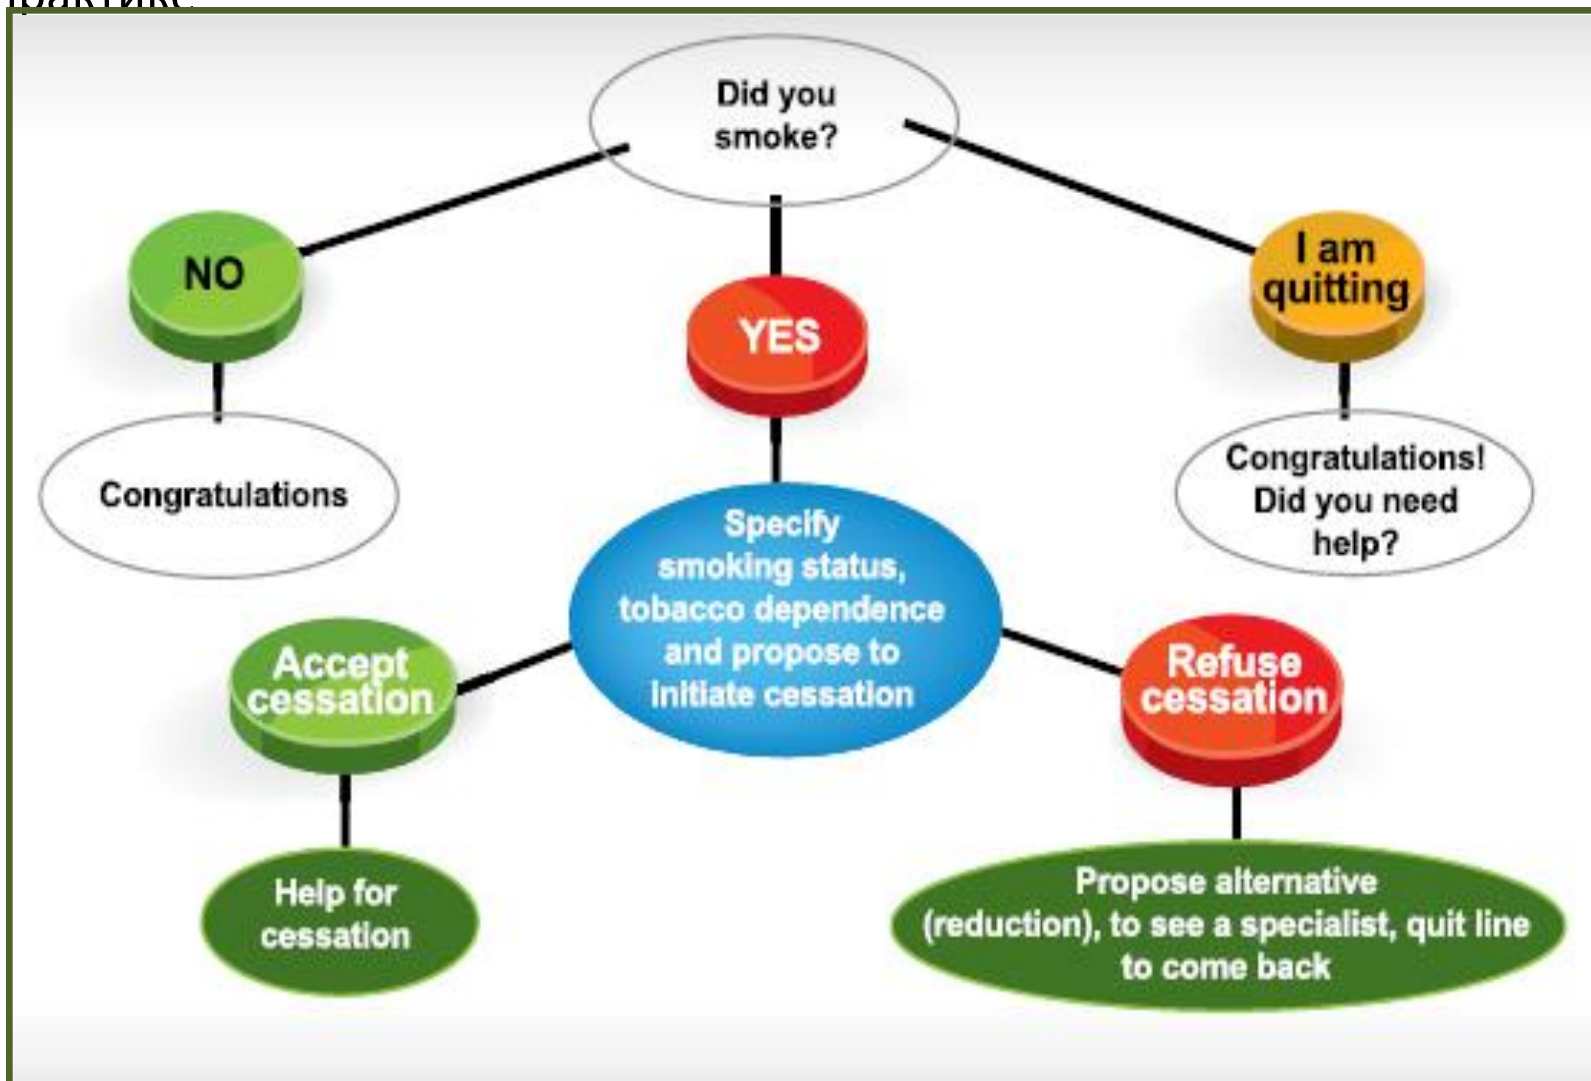 Did you
smoke?
NO
YES
I am
quitting
Congratulations
Congratulations!
Did you need
help?
Specify
smoking status,
tobacco dependence
and propose to
initiate cessation
Accept
cessation
Refuse
cessation
Help for
cessation
Propose alternative
(reduction), to see a specialist, quit line
to come back